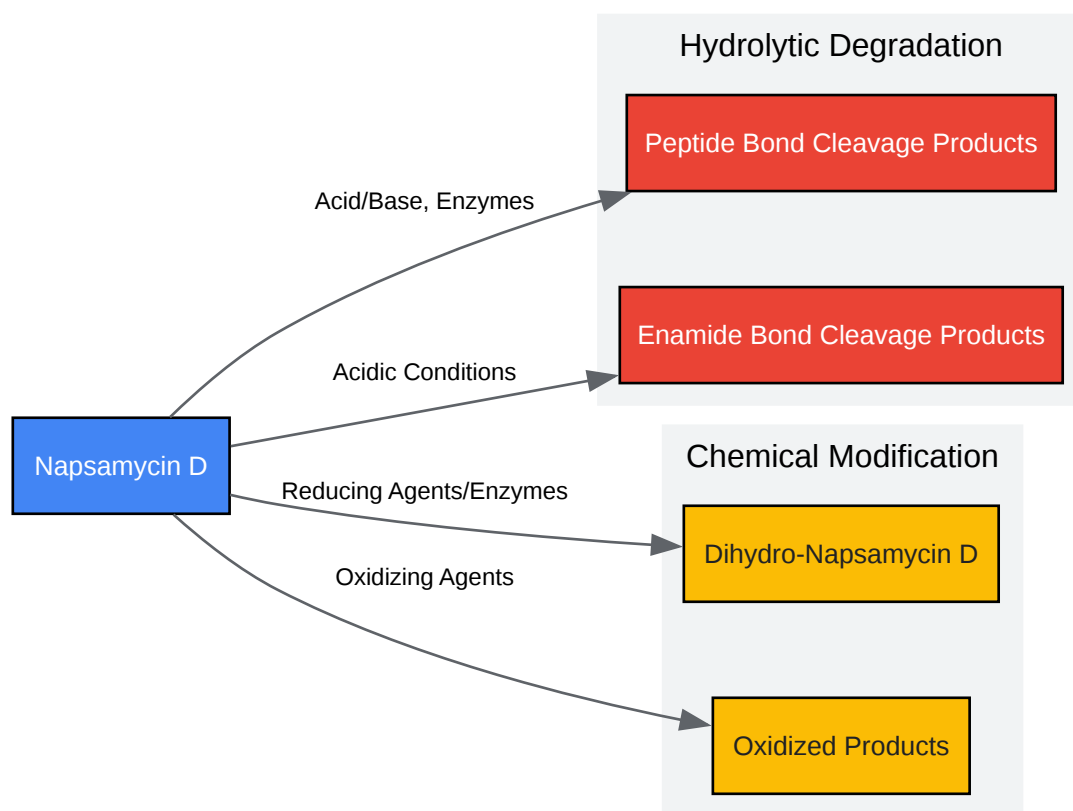 Hydrolytic Degradation
Peptide Bond Cleavage Products
Acid/Base, Enzymes
Enamide Bond Cleavage Products
Acidic Conditions
Napsamycin D
Chemical Modification
Reducing Agents/Enzymes
Dihydro-Napsamycin D
Oxidizing Agents
Oxidized Products